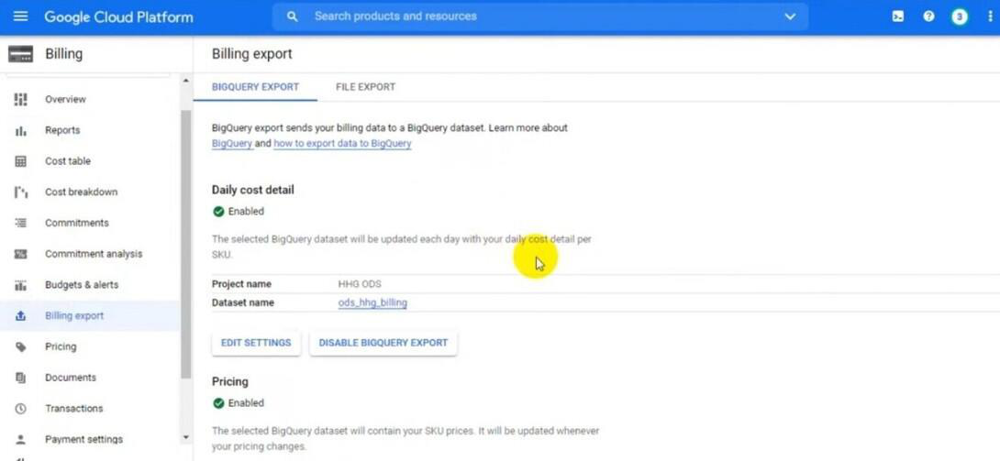 Google Cloud Platform
Search products and resources
3
Billing
Billing export
Overview
Reports
Cost table
Cost breakdown
Commitments
Commitment analysis
Budgets & alerts
Billing export
Pricing
Documents
Transactions
Payment settings
BIGQUERY EXPORT
FILE EXPORT
BigQuery export sends your billing data to a BigQuery dataset. Learn more about
BigQuery and how to export data to BigQuery
Daily cost detail
Enabled
The selected BigQuery dataset will be updated each day with your daily cost detail per
SKU.
Project name HHG ODS
Dataset name ods_hhg_billing
EDIT SETTINGS DISABLE BIGQUERY EXPORT
Pricing
Enabled
The selected BigQuery dataset will contain your SKU prices. It will be updated whenever
your pricing changes.